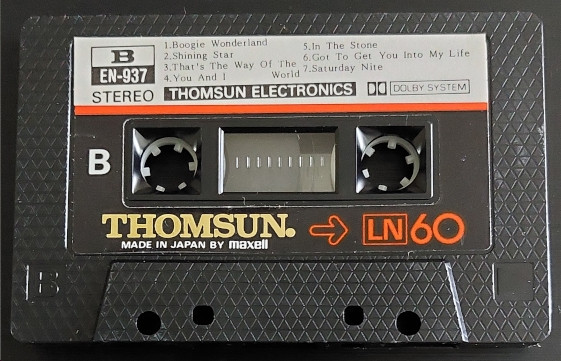 B
EN-937
STEREO
1.Boogie Wonderland
2.Shining Star
3.That's The Way Of The World
4.You And I
5.In The Stone
6.Got To Get You Into My Life
7.Saturday Nite
THOMSUN ELECTRONICS DOLBY SYSTEM
B
THOMSUN.
MADE IN JAPAN BY maxell
LN60
B